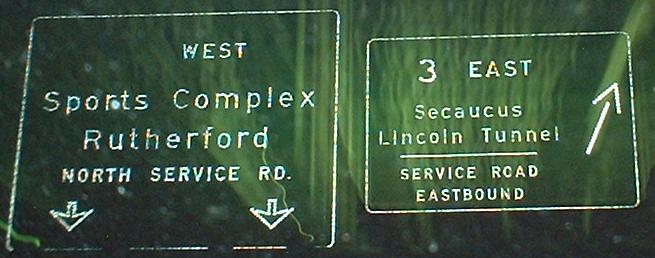 WEST
Sports Complex
Rutherford
NORTH SERVICE RD.
3 EAST
Secaucus
Lincoln Tunnel
SERVICE ROAD
EASTBOUND